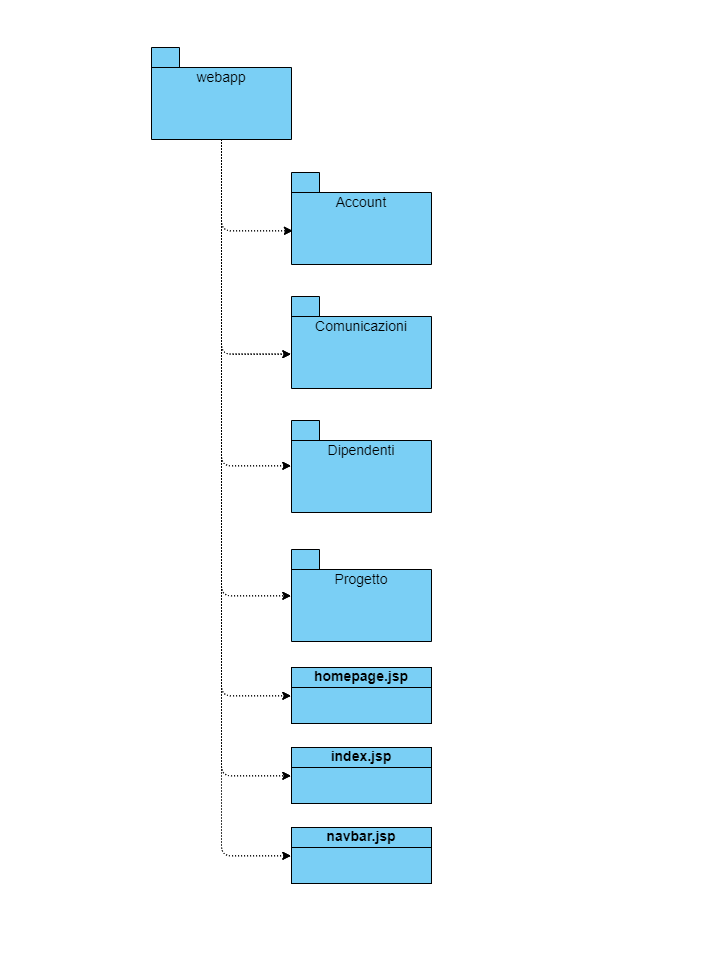 webapp
Account
Comunicazioni
Dipendenti
Progetto
homepage.jsp
index.jsp
navbar.jsp